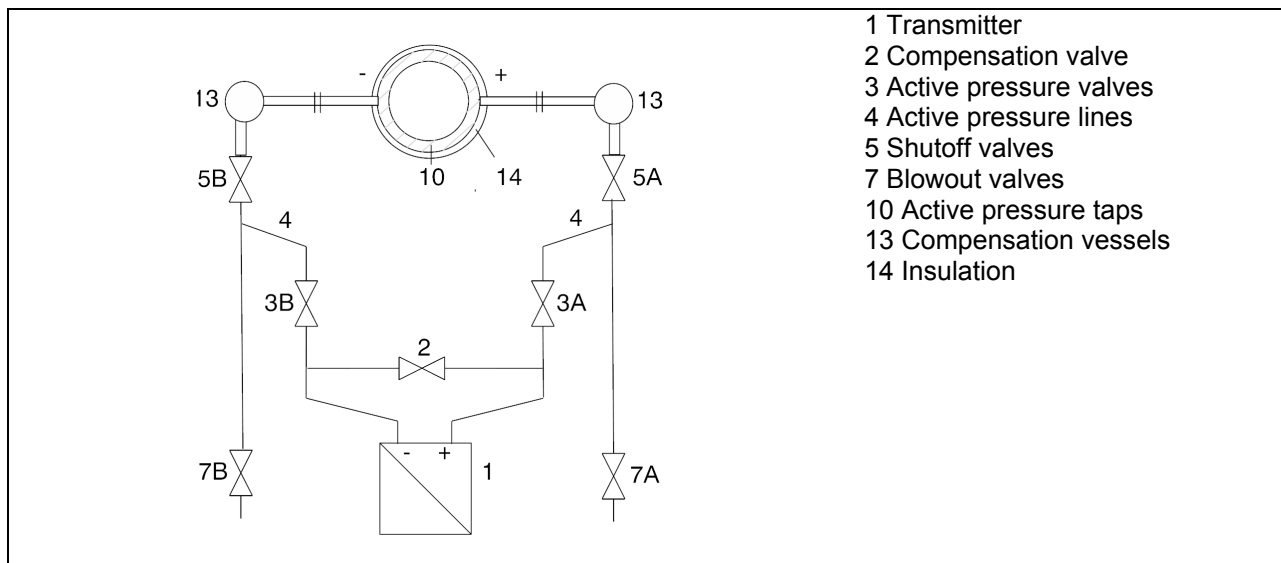 - +
13 13
5B 10 14 5A
4 4
3B 3A
2
- +
7B 1 7A
1 Transmitter
2 Compensation valve
3 Active pressure valves
4 Active pressure lines
5 Shutoff valves
7 Blowout valves
10 Active pressure taps
13 Compensation vessels
14 Insulation